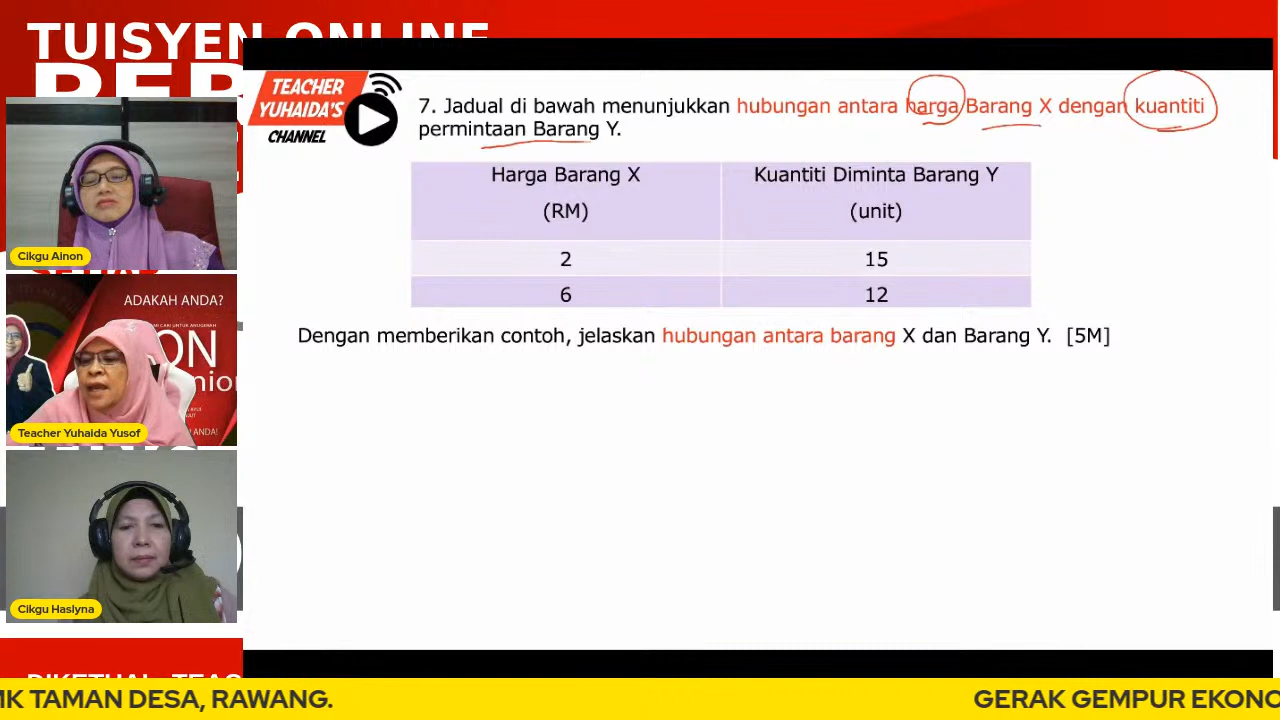 TUISYEN ONLINE
TEACHER
YUHAIDA'S
CHANNEL
7. Jadual di bawah menunjukkan hubungan antara harga Barang X dengan kuantiti
permintaan Barang Y.
Harga Barang X
(RM)
Kuantiti Diminta Barang Y
(unit)
2
15
6
12
Dengan memberikan contoh, jelaskan hubungan antara barang X dan Barang Y. [5M]
Cikgu Ainon
ADAKAH ANDA?
Teacher Yuhaida Yusof
Cikgu Haslyna
MK TAMAN DESA, RAWANG.
GERAK GEMPUR EKONO